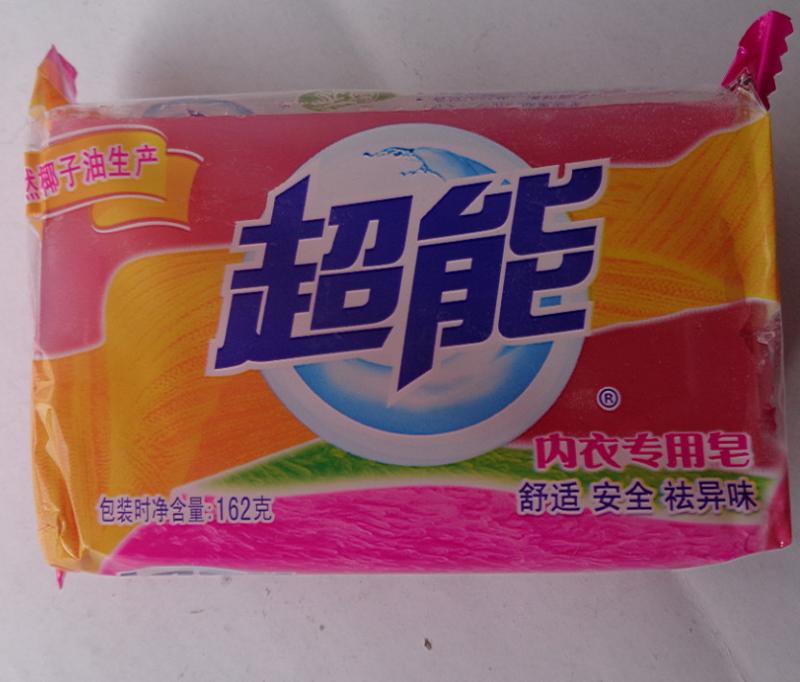 然椰子油生产
超能
®
内衣专用皂
舒适 安全 祛异味
包装时净含量:162克